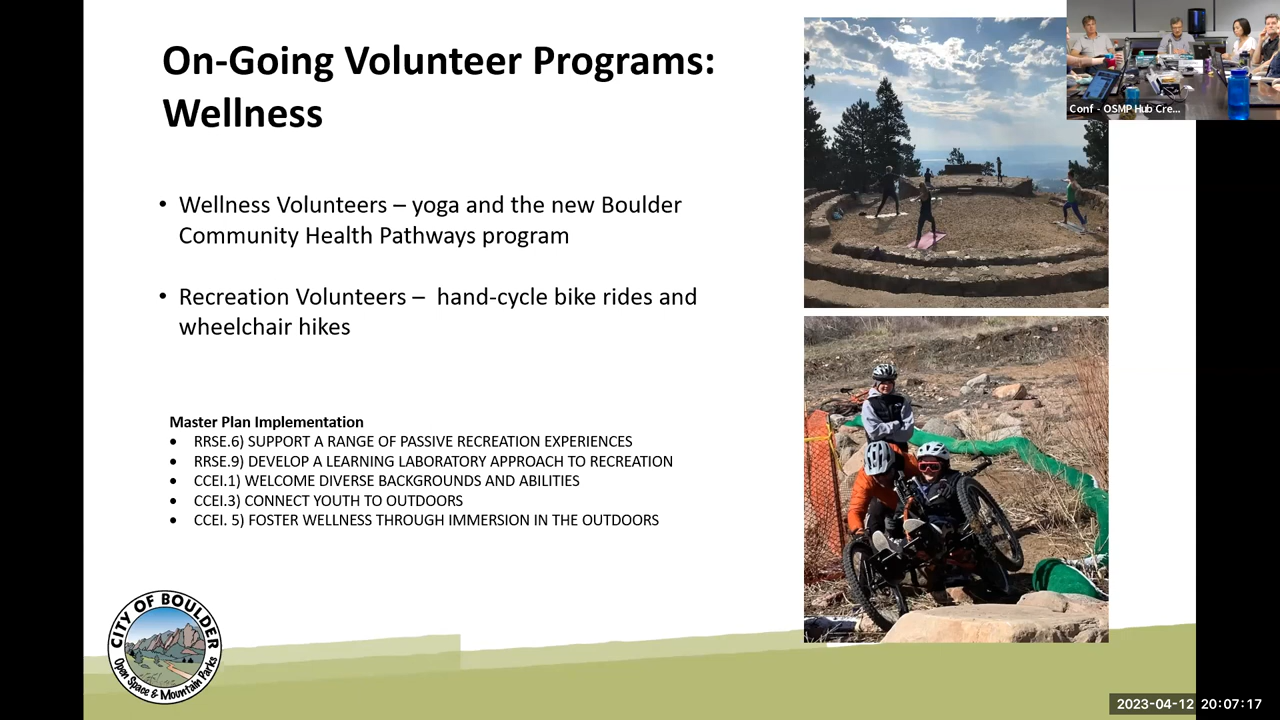 On-Going Volunteer Programs:
Wellness
• Wellness Volunteers – yoga and the new Boulder
Community Health Pathways program
• Recreation Volunteers – hand-cycle bike rides and
wheelchair hikes
Master Plan Implementation
• RRSE.6) SUPPORT A RANGE OF PASSIVE RECREATION EXPERIENCES
• RRSE.9) DEVELOP A LEARNING LABORATORY APPROACH TO RECREATION
• CCEI.1) WELCOME DIVERSE BACKGROUNDS AND ABILITIES
• CCEI.3) CONNECT YOUTH TO OUTDOORS
• CCEI. 5) FOSTER WELLNESS THROUGH IMMERSION IN THE OUTDOORS
CITY OF BOULDER
Open Space & Mountain Parks
Conf - OSMP Hub Cre...
2023-04-12 20:07:17